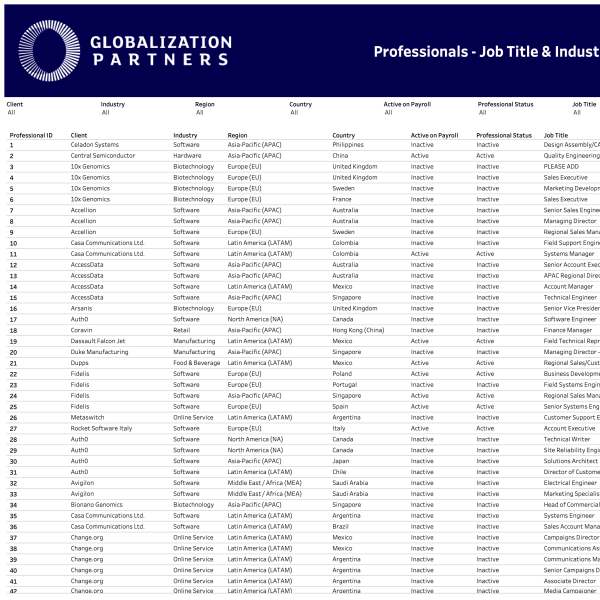 GLOBALIZATION
PARTNERS
Professionals - Job Title & Indust
Client Industry Region Country Active on Payroll Professional Status Job Title
All All All All All All All
Professional ID Client Industry Region Country Active on Payroll Professional Status Job Title
1 Celadon Systems Software Asia-Pacific (APAC) Philippines Inactive Inactive Design Assembly/CA
2 Central Semiconductor Hardware Asia-Pacific (APAC) China Active Active Quality Engineering
3 10x Genomics Biotechnology Europe (EU) United Kingdom Inactive Inactive PLEASE ADD
4 10x Genomics Biotechnology Europe (EU) United Kingdom Inactive Inactive Sales Executive
5 10x Genomics Biotechnology Europe (EU) Sweden Inactive Inactive Marketing Developm
6 10x Genomics Biotechnology Europe (EU) France Inactive Inactive Sales Executive
7 Accellion Software Asia-Pacific (APAC) Australia Inactive Inactive Senior Sales Enginee
8 Accellion Software Asia-Pacific (APAC) Australia Inactive Inactive Managing Director
9 Accellion Software Europe (EU) Sweden Inactive Inactive Regional Sales Mana
10 Casa Communications Ltd. Software Latin America (LATAM) Colombia Inactive Inactive Field Support Engin
11 Casa Communications Ltd. Software Latin America (LATAM) Colombia Active Active Systems Manager
12 AccessData Software Asia-Pacific (APAC) Australia Inactive Inactive Senior Account Exec
13 AccessData Software Asia-Pacific (APAC) Australia Inactive Inactive APAC Regional Direc
14 AccessData Software Latin America (LATAM) Mexico Inactive Inactive Account Manager
15 AccessData Software Asia-Pacific (APAC) Singapore Inactive Inactive Technical Engineer
16 Arsanis Biotechnology Europe (EU) United Kingdom Inactive Inactive Senior Vice Presiden
17 Auth0 Software North America (NA) Canada Inactive Inactive Software Engineer
18 Coravin Retail Asia-Pacific (APAC) Hong Kong (China) Inactive Inactive Finance Manager
19 Dassault Falcon Jet Manufacturing Latin America (LATAM) Mexico Active Active Field Technical Repr
20 Duke Manufacturing Manufacturing Asia-Pacific (APAC) Singapore Inactive Inactive Managing Director -
21 Dupps Food & Beverage Latin America (LATAM) Mexico Active Active Regional Sales/Cust
22 Fidelis Software Europe (EU) Poland Active Active Business Developme
23 Fidelis Software Europe (EU) Portugal Inactive Inactive Field Systems Engin
24 Fidelis Software Asia-Pacific (APAC) Singapore Active Active Regional Sales Mana
25 Fidelis Software Europe (EU) Spain Active Active Senior Systems Eng
26 Metaswitch Online Service Latin America (LATAM) Argentina Inactive Inactive Customer Support E
27 Rocket Software Italy Software Europe (EU) Italy Active Active Account Executive
28 Auth0 Software North America (NA) Canada Inactive Inactive Technical Writer
29 Auth0 Software North America (NA) Canada Inactive Inactive Site Reliability Engi
30 Auth0 Software Asia-Pacific (APAC) Japan Inactive Inactive Solutions Architect
31 Auth0 Software Latin America (LATAM) Chile Inactive Inactive Director of Custome
32 Avigilon Software Middle East / Africa (MEA) Saudi Arabia Inactive Inactive Electrical Engineer
33 Avigilon Software Middle East / Africa (MEA) Saudi Arabia Inactive Inactive Marketing Specialis
34 Bionano Genomics Biotechnology Asia-Pacific (APAC) Singapore Inactive Inactive Head of Commercial
35 Casa Communications Ltd. Software Latin America (LATAM) Argentina Inactive Inactive Systems Engineer
36 Casa Communications Ltd. Software Latin America (LATAM) Brazil Inactive Inactive Sales Account Mana
37 Change.org Online Service Latin America (LATAM) Mexico Inactive Inactive Campaigns Director
38 Change.org Online Service Latin America (LATAM) Mexico Inactive Inactive Communications Ass
39 Change.org Online Service Latin America (LATAM) Argentina Inactive Inactive Communications Ma
40 Change.org Online Service Latin America (LATAM) Argentina Inactive Inactive Senior Campaigns D
41 Change.org Online Service Latin America (LATAM) Argentina Inactive Inactive Associate Director
42 Change.org Online Service Latin America (LATAM) Argentina Inactive Inactive Media Campaigner